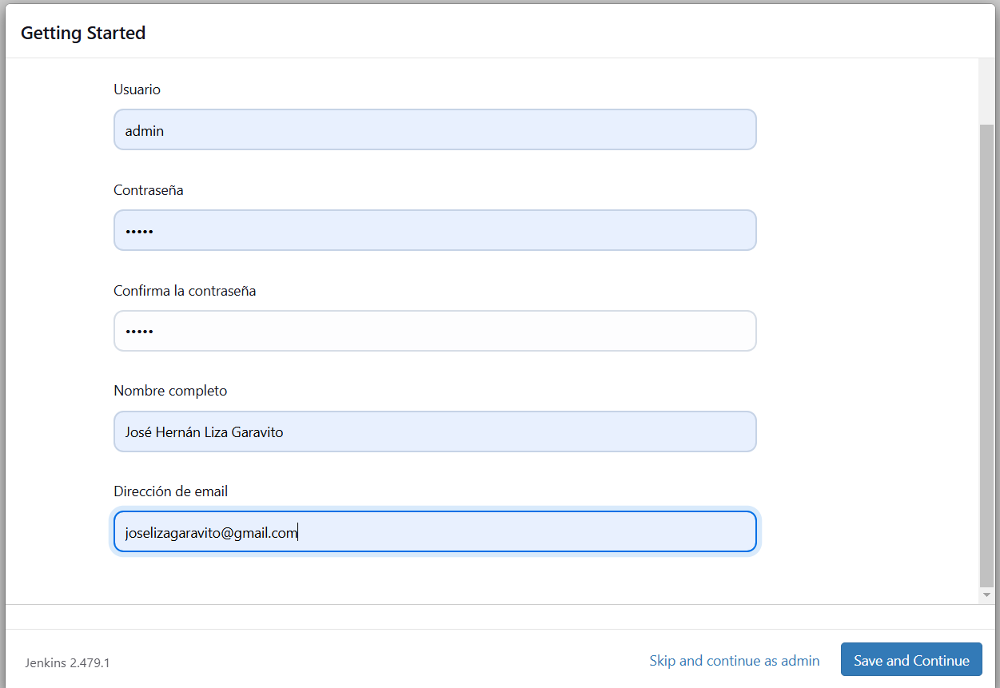 Getting Started
Usuario
admin
Contraseña
•••••
Confirma la contraseña
•••••
Nombre completo
José Hernán Liza Garavito
Dirección de email
joselizagaravito@gmail.com
Jenkins 2.479.1
Skip and continue as admin
Save and Continue